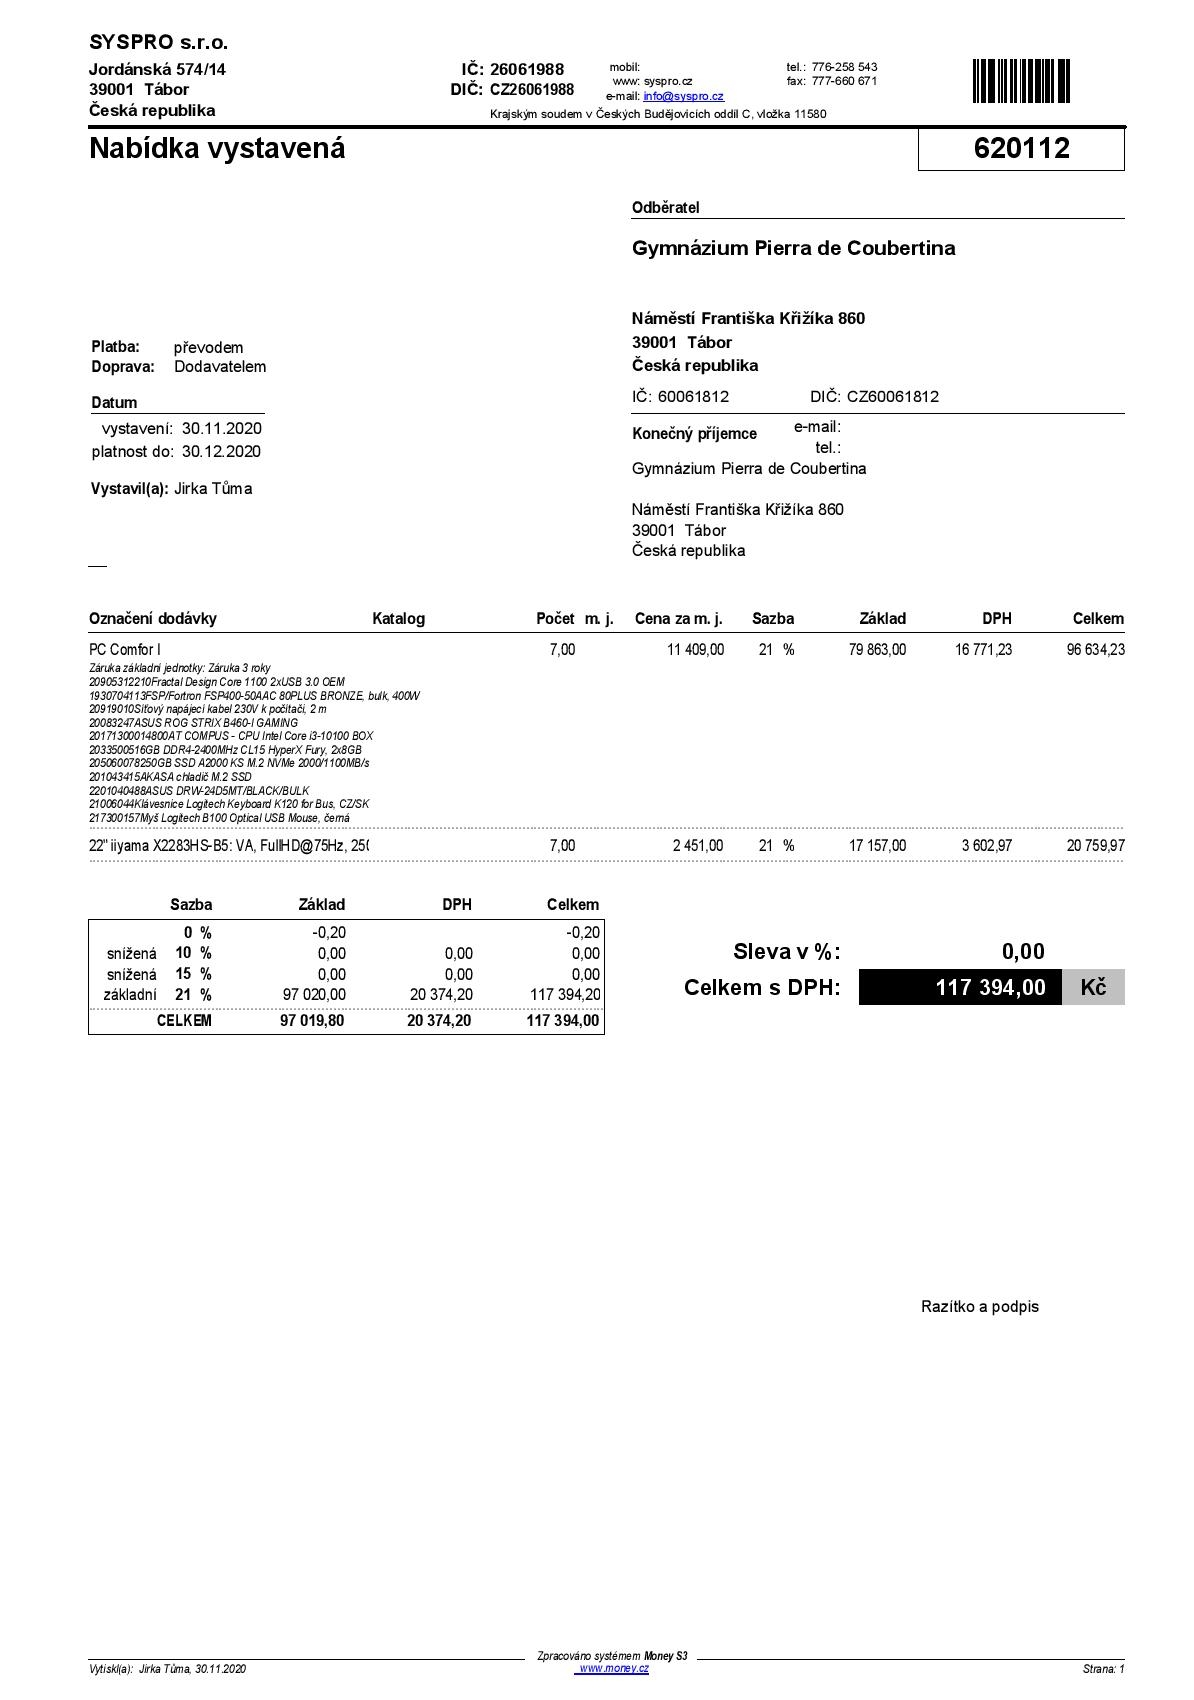 SYSPRO s.r.o.
Jordánská 574/14
39001 Tábor
Česká republika
IČ: 26061988
DIČ: CZ26061988
mobil:
www: syspro.cz
e-mail: info@syspro.cz
tel.: 776-258 543
fax: 777-660 671
Krajským soudem v Českých Budějovicích oddíl C, vložka 11580
Nabídka vystavená
620112
Odběratel
Gymnázium Pierra de Coubertina
Náměstí Františka Křižíka 860
39001 Tábor
Česká republika
IČ: 60061812 DIČ: CZ60061812
Platba: převodem
Doprava: Dodavatelem
Datum
vystavení: 30.11.2020
platnost do: 30.12.2020
Vystavil(a): Jirka Tůma
Konečný příjemce
e-mail:
tel.:
Gymnázium Pierra de Coubertina
Náměstí Františka Křižíka 860
39001 Tábor
Česká republika
Označení dodávky Katalog Počet m. j. Cena za m. j. Sazba Základ DPH Celkem
PC Comfor I 7,00 11 409,00 21 % 79 863,00 16 771,23 96 634,23
Záruka základní jednotky: Záruka 3 roky
20905312210Fractal Design Core 1100 2xUSB 3.0 OEM
1930704113FSP/Fortron FSP400-50AAC 80PLUS BRONZE, bulk, 400W
20919010Síťový napájecí kabel 230V k počítači, 2 m
20083247ASUS ROG STRIX B460-I GAMING
20171300014800AT COMPUS - CPU Intel Core i3-10100 BOX
2033500516GB DDR4-2400MHz CL15 HyperX Fury, 2x8GB
205060078250GB SSD A2000 KS M.2 NVMe 2000/1100MB/s
201043415AKASA chladič M.2 SSD
2201040488ASUS DRW-24D5MT/BLACK/BULK
21006044Klávesnice Logitech Keyboard K120 for Bus, CZ/SK
217300157Myš Logitech B100 Optical USB Mouse, černá
22" iiyama X2283HS-B5: VA, FullHD@75Hz, 25( 7,00 2 451,00 21 % 17 157,00 3 602,97 20 759,97
Sazba Základ DPH Celkem
0 % -0,20 -0,20
snížená 10 % 0,00 0,00 0,00
snížená 15 % 0,00 0,00 0,00
základní 21 % 97 020,00 20 374,20 117 394,20
CELKEM 97 019,80 20 374,20 117 394,00
Sleva v %: 0,00
Celkem s DPH: 117 394,00 Kč
Razítko a podpis
Vytiskl(a): Jirka Tůma, 30.11.2020
Zpracováno systémem Money S3
www.money.cz
Strana: 1